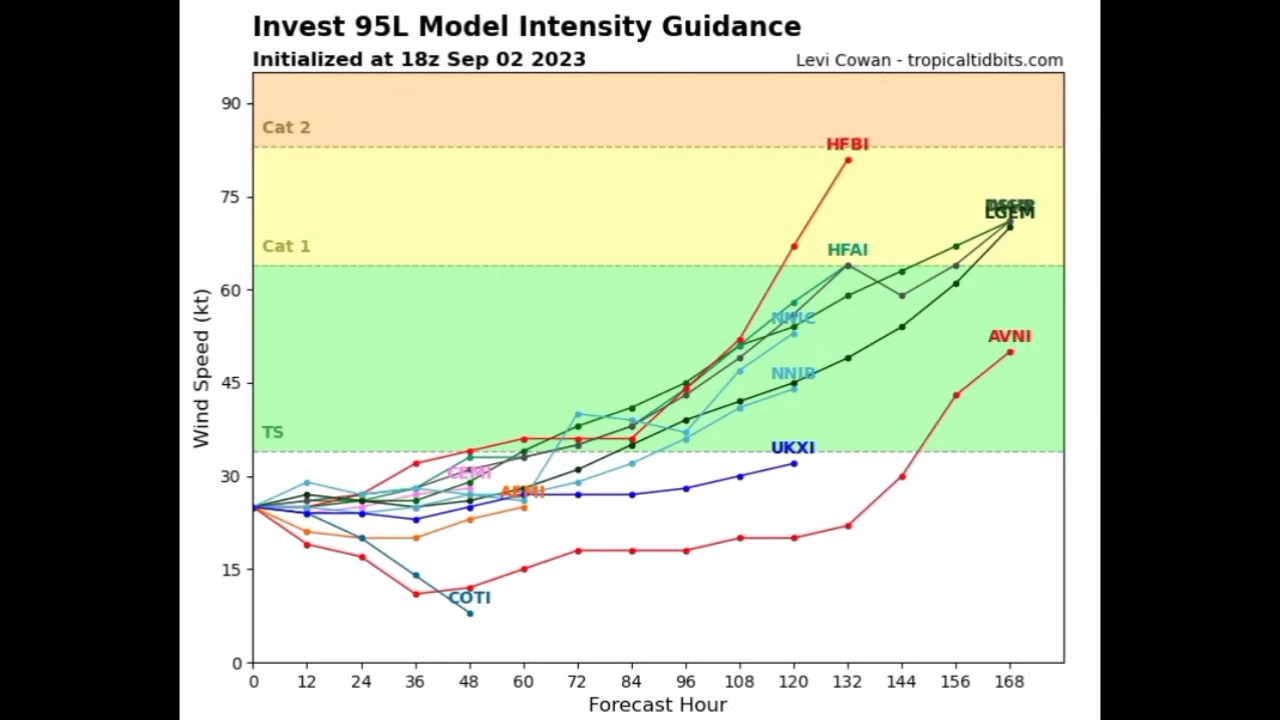 Invest 95L Model Intensity Guidance
Initialized at 18z Sep 02 2023
Levi Cowan - tropicaltidbits.com
90
Cat 2
HFBI
75
LGEM
Cat 1
HFAI
60
NNIC
AVNI
NNIB
45
Wind Speed (kt)
TS
UKXI
30
CEMI
AEMI
15
COTI
0
0 12 24 36 48 60 72 84 96 108 120 132 144 156 168
Forecast Hour